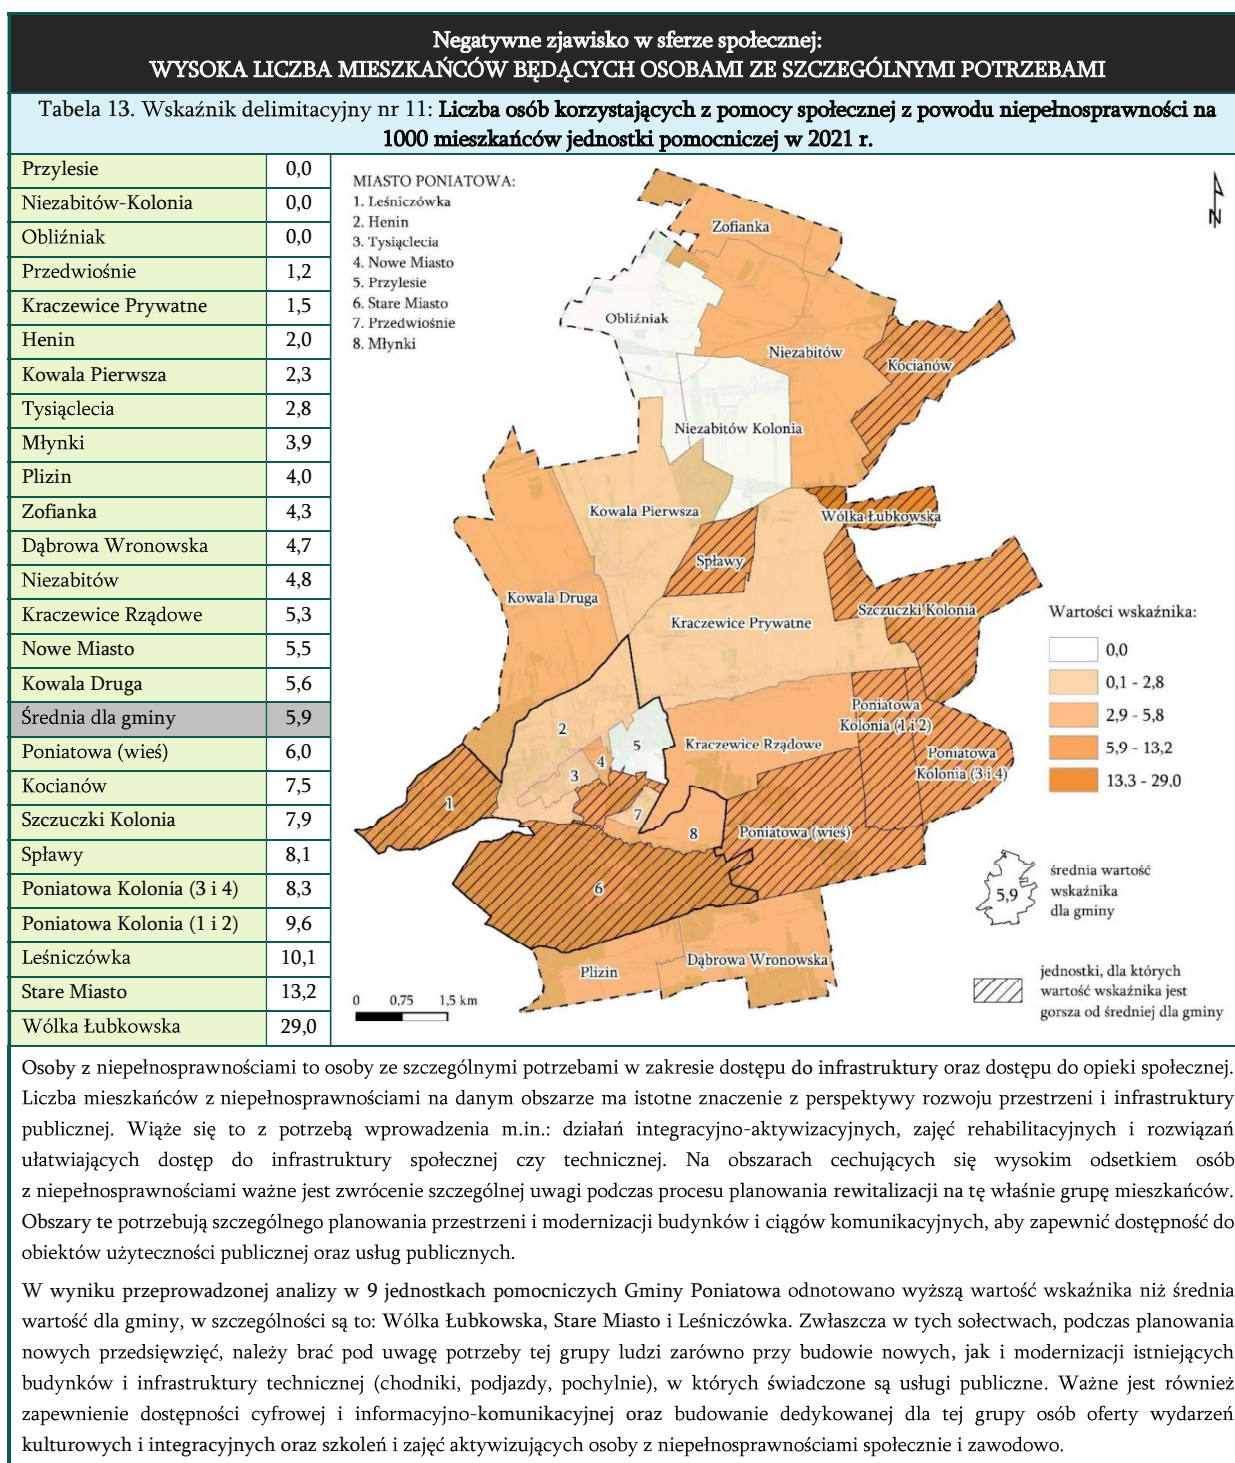 Negatywne zjawisko w sferze społecznej:
WYSOKA LICZBA MIESZKAŃCÓW BĘDĄCYCH OSOBAMI ZE SZCZEGÓLNYMI POTRZEBAMI
Tabela 13. Wskaźnik delimitacyjny nr 11: Liczba osób korzystających z pomocy społecznej z powodu niepełnosprawności na
1000 mieszkańców jednostki pomocniczej w 2021 r.
Przylesie 0,0
Niezabitów-Kolonia 0,0
Obliźniak 0,0
Przedwiośnie 1,2
Kraczewice Prywatne 1,5
Henin 2,0
Kowala Pierwsza 2,3
Tysiąclecia 2,8
Młynki 3,9
Plizin 4,0
Zofianka 4,3
Dąbrowa Wronowska 4,7
Niezabitów 4,8
Kraczewice Rządowe 5,3
Nowe Miasto 5,5
Kowala Druga 5,6
Średnia dla gminy 5,9
Poniatowa (wieś) 6,0
Kocianów 7,5
Szczuczki Kolonia 7,9
Spławy 8,1
Poniatowa Kolonia (3 i 4) 8,3
Poniatowa Kolonia (1 i 2) 9,6
Leśniczówka 10,1
Stare Miasto 13,2
Wólka Łubkowska 29,0
MIASTO PONIATOWA:
1. Leśniczówka
2. Henin
3. Tysiąclecia
4. Nowe Miasto
5. Przylesie
6. Stare Miasto
7. Przedwiośnie
8. Młynki
N
Zofianka
Obliźniak
Niezabitów
Kocianów
Niezabitów Kolonia
Kowala Pierwsza
Wólka Łubkowska
Spławy
Kowala Druga
Szczuczki Kolonia
Kraczewice Prywatne
Poniatowa
Kolonia (1 i 2)
2
5
Kraczewice Rządowe
Poniatowa
Kolonia (3 i 4)
4
3
1
7
8
Poniatowa (wieś)
6
Plizin
Dąbrowa Wronowska
0 0,75 1,5 km
Wartości wskaźnika:
0,0
0,1 - 2,8
2,9 - 5,8
5,9 - 13,2
13,3 - 29,0
5,9
średnia wartość
wskaźnika
dla gminy
jednostki, dla których
wartość wskaźnika jest
gorsza od średniej dla gminy
Osoby z niepełnosprawnościami to osoby ze szczególnymi potrzebami w zakresie dostępu do infrastruktury oraz dostępu do opieki społecznej.
Liczba mieszkańców z niepełnosprawnościami na danym obszarze ma istotne znaczenie z perspektywy rozwoju przestrzeni i infrastruktury
publicznej. Wiąże się to z potrzebą wprowadzenia m.in.: działań integracyjno-aktywizacyjnych, zajęć rehabilitacyjnych i rozwiązań
ułatwiających dostęp do infrastruktury społecznej czy technicznej. Na obszarach cechujących się wysokim odsetkiem osób
z niepełnosprawnościami ważne jest zwrócenie szczególnej uwagi podczas procesu planowania rewitalizacji na tę właśnie grupę mieszkańców.
Obszary te potrzebują szczególnego planowania przestrzeni i modernizacji budynków i ciągów komunikacyjnych, aby zapewnić dostępność do
obiektów użyteczności publicznej oraz usług publicznych.
W wyniku przeprowadzonej analizy w 9 jednostkach pomocniczych Gminy Poniatowa odnotowano wyższą wartość wskaźnika niż średnia
wartość dla gminy, w szczególności są to: Wólka Łubkowska, Stare Miasto i Leśniczówka. Zwłaszcza w tych sołectwach, podczas planowania
nowych przedsięwzięć, należy brać pod uwagę potrzeby tej grupy ludzi zarówno przy budowie nowych, jak i modernizacji istniejących
budynków i infrastruktury technicznej (chodniki, podjazdy, pochylnie), w których świadczone są usługi publiczne. Ważne jest również
zapewnienie dostępności cyfrowej i informacyjno-komunikacyjnej oraz budowanie dedykowanej dla tej grupy osób oferty wydarzeń
kulturowych i integracyjnych oraz szkoleń i zajęć aktywizujących osoby z niepełnosprawnościami społecznie i zawodowo.